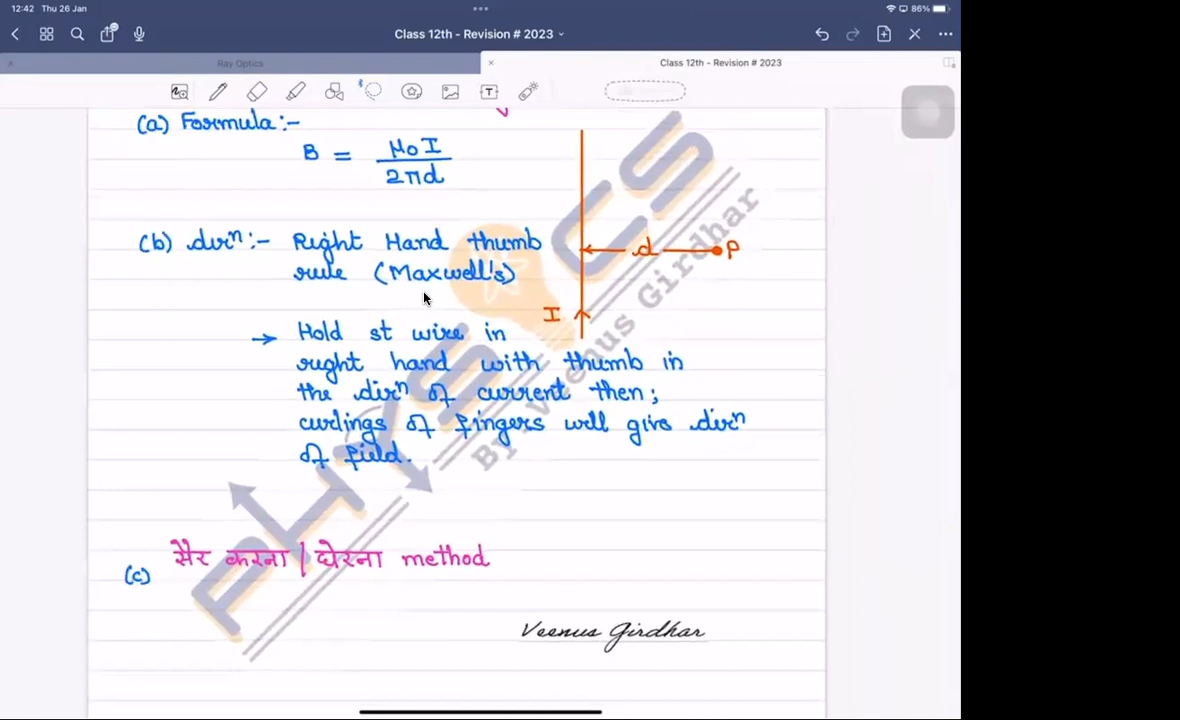 12:42 Thu 26 Jan
86%
Class 12th - Revision # 2023
Ray Optics
Class 12th - Revision # 2023
(a) Formula:-
B = μ0 I / 2πd
(b) dirⁿ:- Right Hand thumb
rule (Maxwell's)
d P
I
→ Hold st wire in
right hand with thumb in
the dirⁿ of current then;
curlings of fingers will give dirⁿ
of field.
(c) सैर करना | घेरना method
Veenus Girdhar
PHYSICS
By Veenus Girdhar